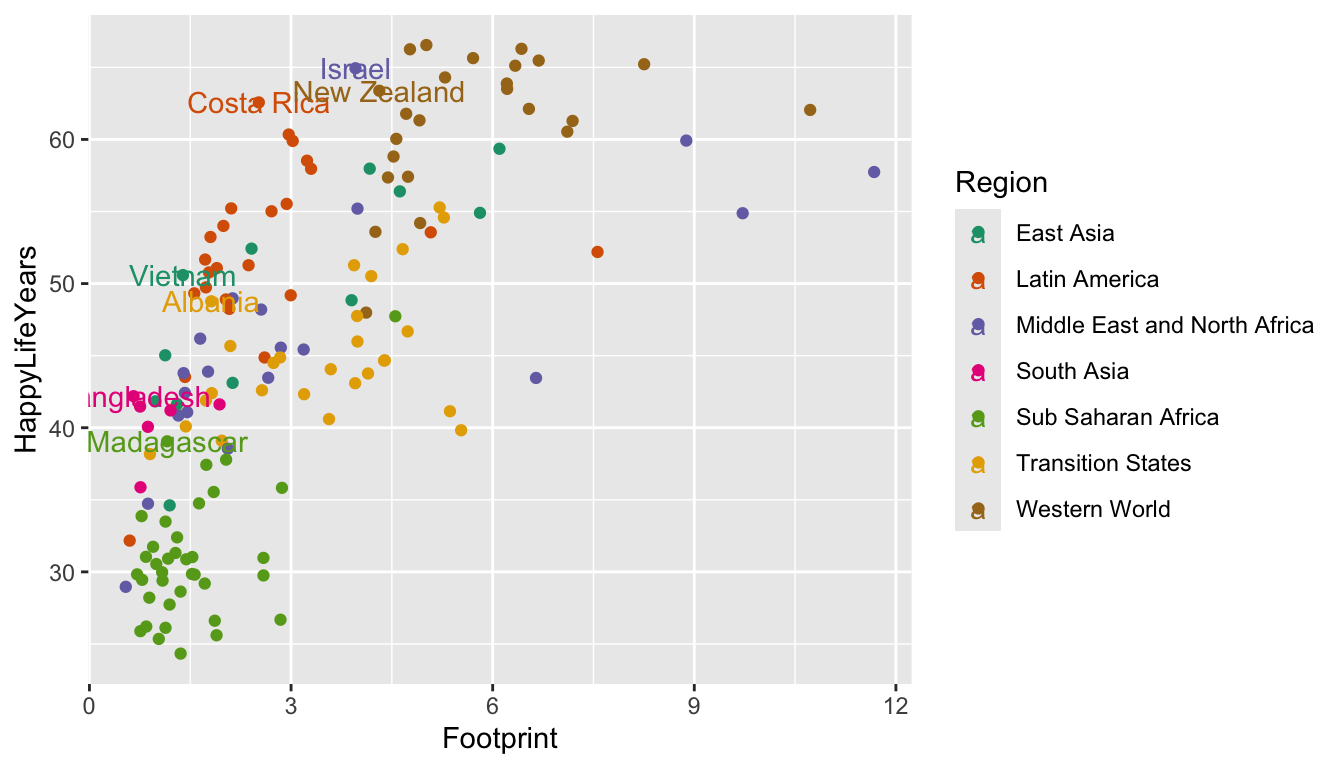 HappyLifeYears
60
50
40
30
Israel
New Zealand
Costa Rica
Vietnam
Albania
angladesh
Madagascar
0 3 6 9 12
Footprint
Region
a East Asia
a Latin America
a Middle East and North Africa
a South Asia
a Sub Saharan Africa
a Transition States
a Western World